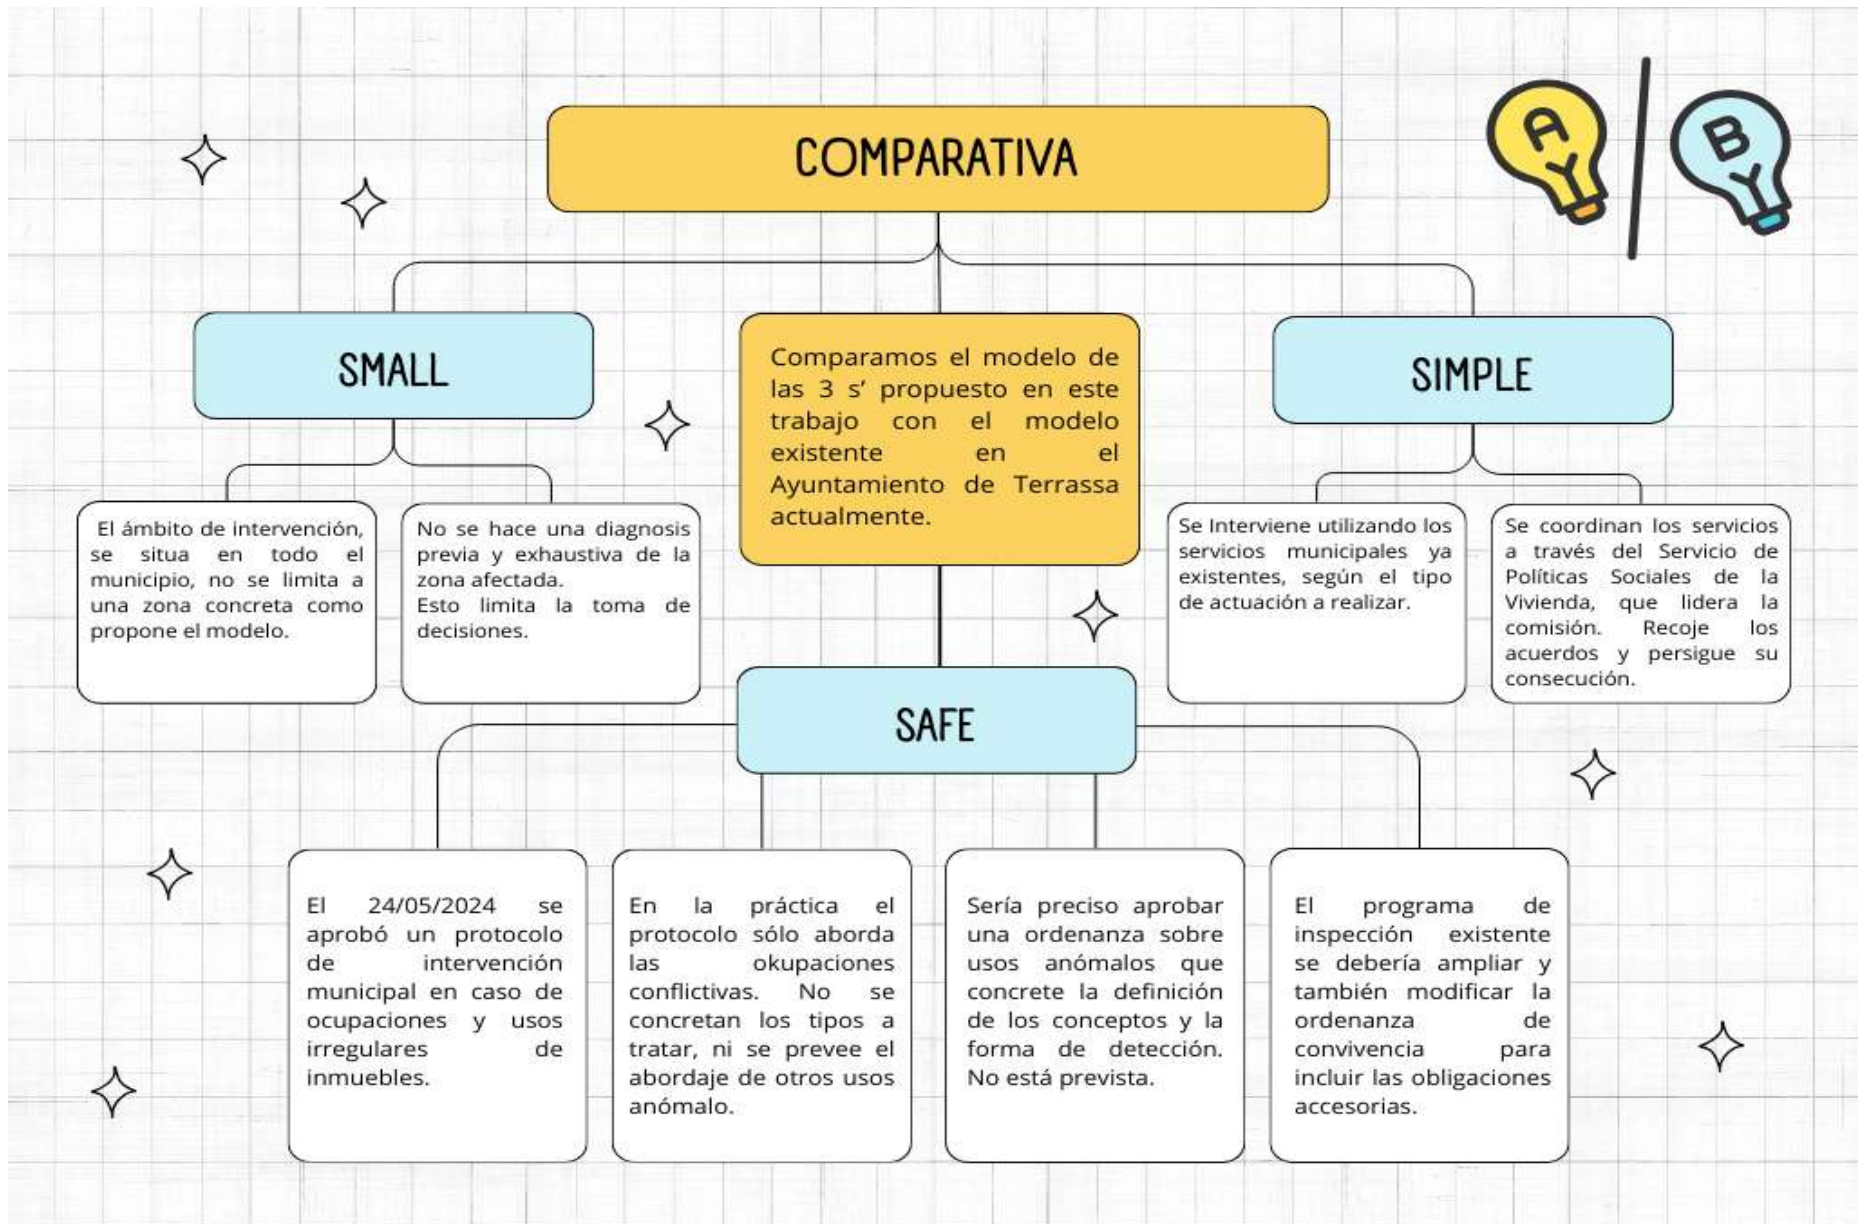 COMPARATIVA
A
B
SMALL
Comparamos el modelo de
las 3 s’ propuesto en este
trabajo con el modelo
existente en el
Ayuntamiento de Terrassa
actualmente.
SIMPLE
El ámbito de intervención,
se situa en todo el
municipio, no se limita a
una zona concreta como
propone el modelo.
No se hace una diagnosis
previa y exhaustiva de la
zona afectada.
Esto limita la toma de
decisiones.
Se Interviene utilizando los
servicios municipales ya
existentes, según el tipo
de actuación a realizar.
Se coordinan los servicios
a través del Servicio de
Políticas Sociales de la
Vivienda, que lidera la
comisión. Recoje los
acuerdos y persigue su
consecución.
SAFE
El 24/05/2024 se
aprobó un protocolo
de intervención
municipal en caso de
ocupaciones y usos
irregulares de
inmuebles.
En la práctica el
protocolo sólo aborda
las okupaciones
conflictivas. No se
concretan los tipos a
tratar, ni se prevee el
abordaje de otros usos
anómalo.
Sería preciso aprobar
una ordenanza sobre
usos anómalos que
concrete la definición
de los conceptos y la
forma de detección.
No está prevista.
El programa de
inspección existente
se debería ampliar y
también modificar la
ordenanza de
convivencia para
incluir las obligaciones
accesorias.